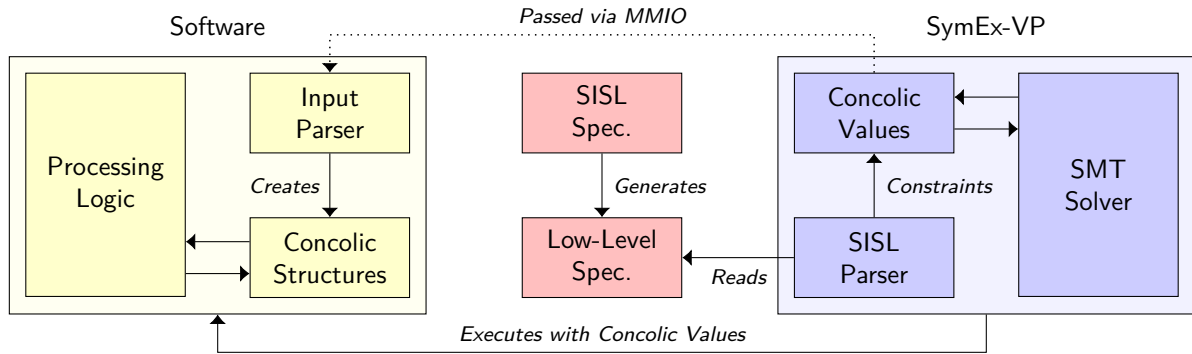 Passed via MMIO
Software
SymEx-VP
Input
Parser
SISL
Spec.
Concolic
Values
Processing
Logic
SMT
Solver
Creates
Generates
Constraints
Concolic
Structures
Low-Level
Spec.
SISL
Parser
Reads
Executes with Concolic Values